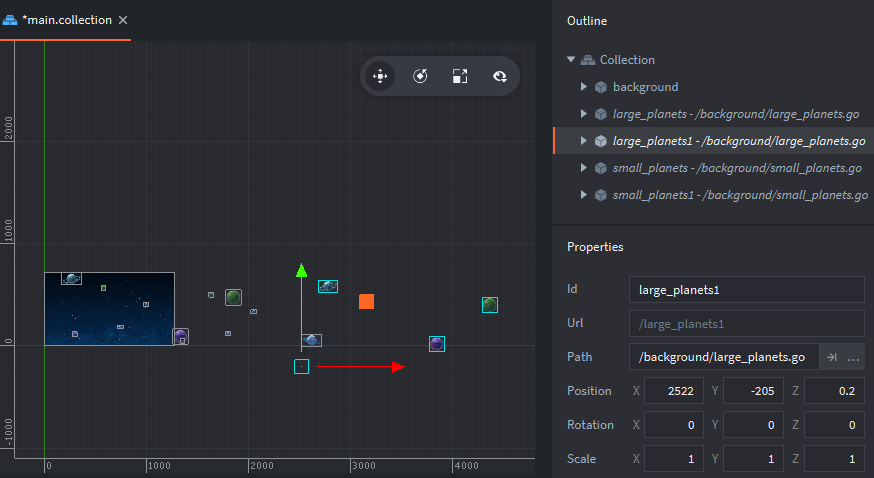 *main.collection
Outline
Collection
background
large_planets - /background/large_planets.go
large_planets1 - /background/large_planets.go
small_planets - /background/small_planets.go
small_planets1 - /background/small_planets.go
2000
1000
0
-1000
0
1000
2000
3000
4000
Properties
Id large_planets1
Url /large_planets1
Path /background/large_planets.go ...
Position X 2522 Y -205 Z 0.2
Rotation X 0 Y 0 Z 0
Scale X 1 Y 1 Z 1